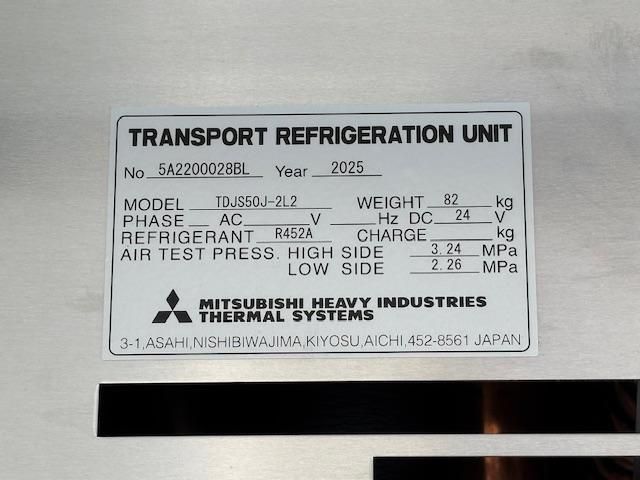 TRANSPORT REFRIGERATION UNIT
No 5A2200028BL Year 2025
MODEL TDJS50J-2L2 WEIGHT 82 kg
PHASE AC V Hz DC 24 V
REFRIGERANT R452A CHARGE kg
AIR TEST PRESS. HIGH SIDE 3.24 MPa
LOW SIDE 2.26 MPa
MITSUBISHI HEAVY INDUSTRIES
THERMAL SYSTEMS
3-1,ASAHI,NISHIBIWAJIMA,KIYOSU,AICHI,452-8561 JAPAN